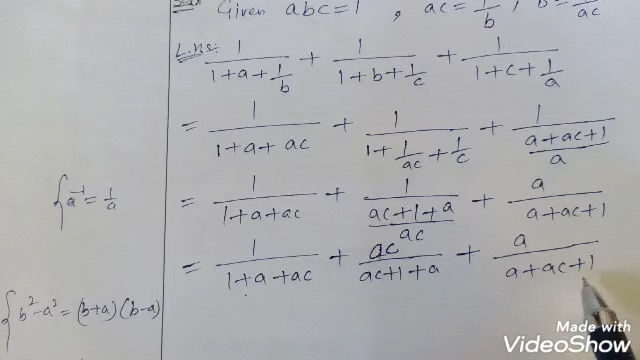 Given abc=1 , ac=1/b , b=1/ac
L.H.S: 1/(1+a+1/b) + 1/(1+b+1/c) + 1/(1+c+1/a)
= 1/(1+a+ac) + 1/(1+1/ac+1/c) + 1/((a+ac+1)/a)
{a⁻¹=1/a
= 1/(1+a+ac) + 1/((ac+1+a)/ac) + a/(a+ac+1)
= 1/(1+a+ac) + ac/(ac+1+a) + a/(a+ac+1)
{b²-a²=(b+a)(b-a)
Made with
VideoShow